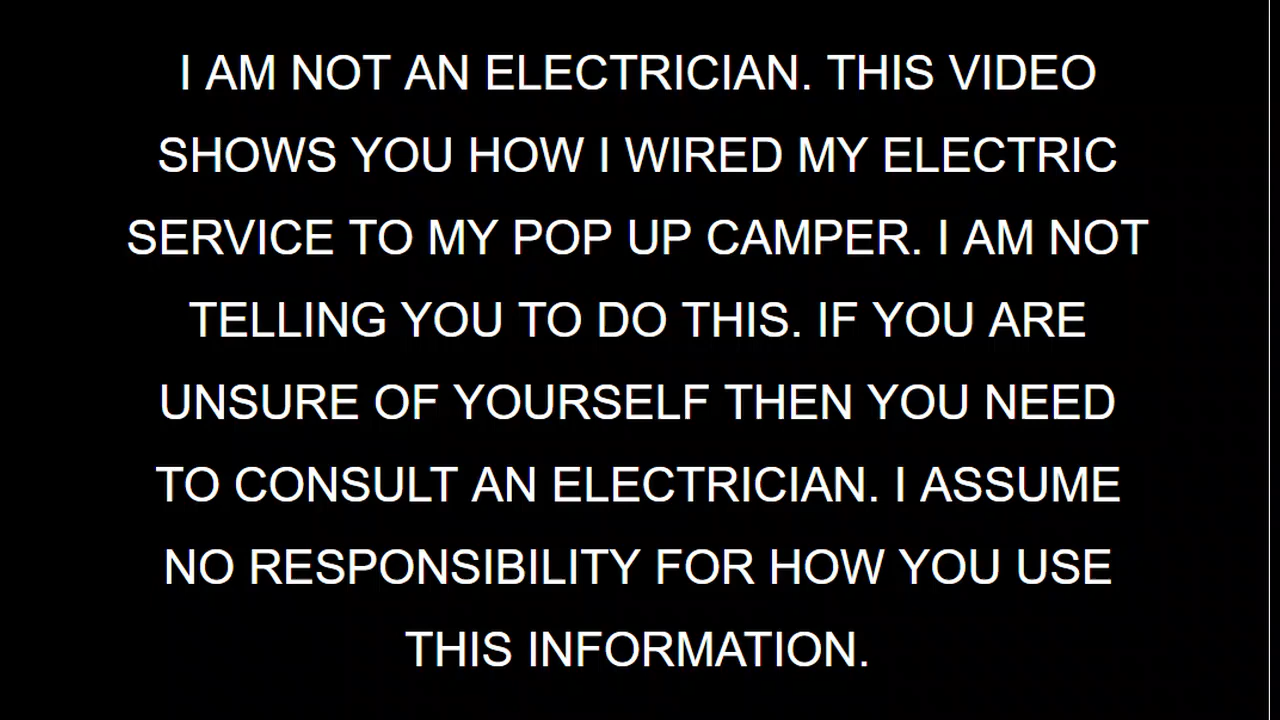 I AM NOT AN ELECTRICIAN. THIS VIDEO
SHOWS YOU HOW I WIRED MY ELECTRIC
SERVICE TO MY POP UP CAMPER. I AM NOT
TELLING YOU TO DO THIS. IF YOU ARE
UNSURE OF YOURSELF THEN YOU NEED
TO CONSULT AN ELECTRICIAN. I ASSUME
NO RESPONSIBILITY FOR HOW YOU USE
THIS INFORMATION.